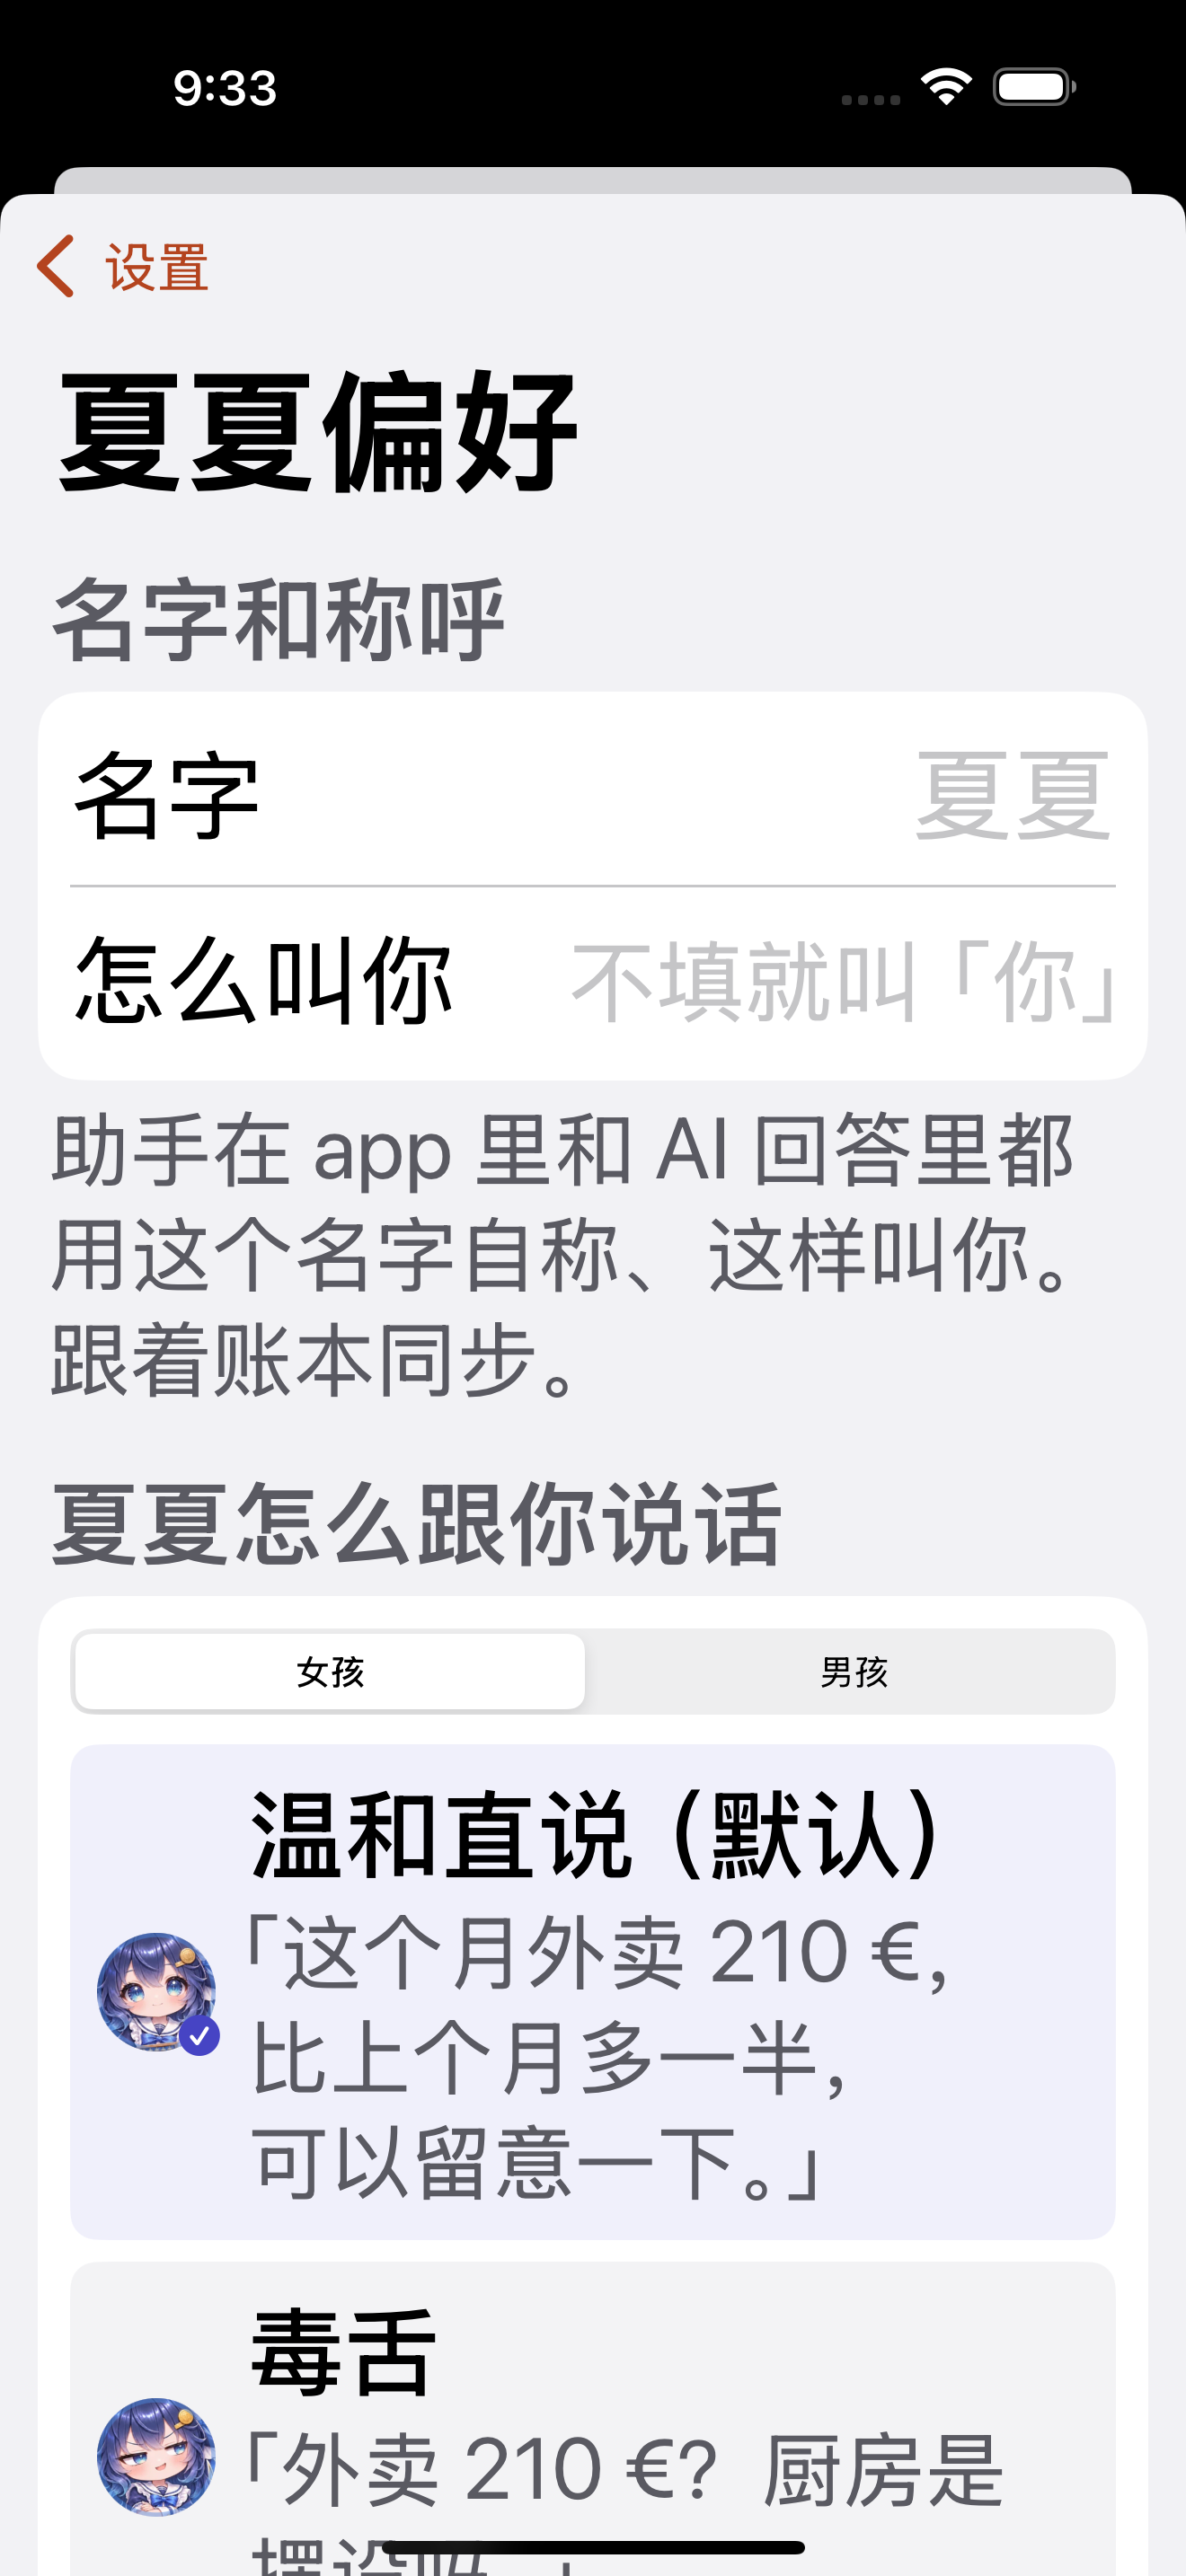 9:33
设置
夏夏偏好
名字和称呼
名字 夏夏
怎么叫你 不填就叫「你」
助手在 app 里和 AI 回答里都
用这个名字自称、这样叫你。
跟着账本同步。
夏夏怎么跟你说话
女孩 男孩
温和直说（默认）
「这个月外卖 210 €，
比上个月多一半，
可以留意一下。」
毒舌
「外卖 210 €？厨房是
摆设吧。」